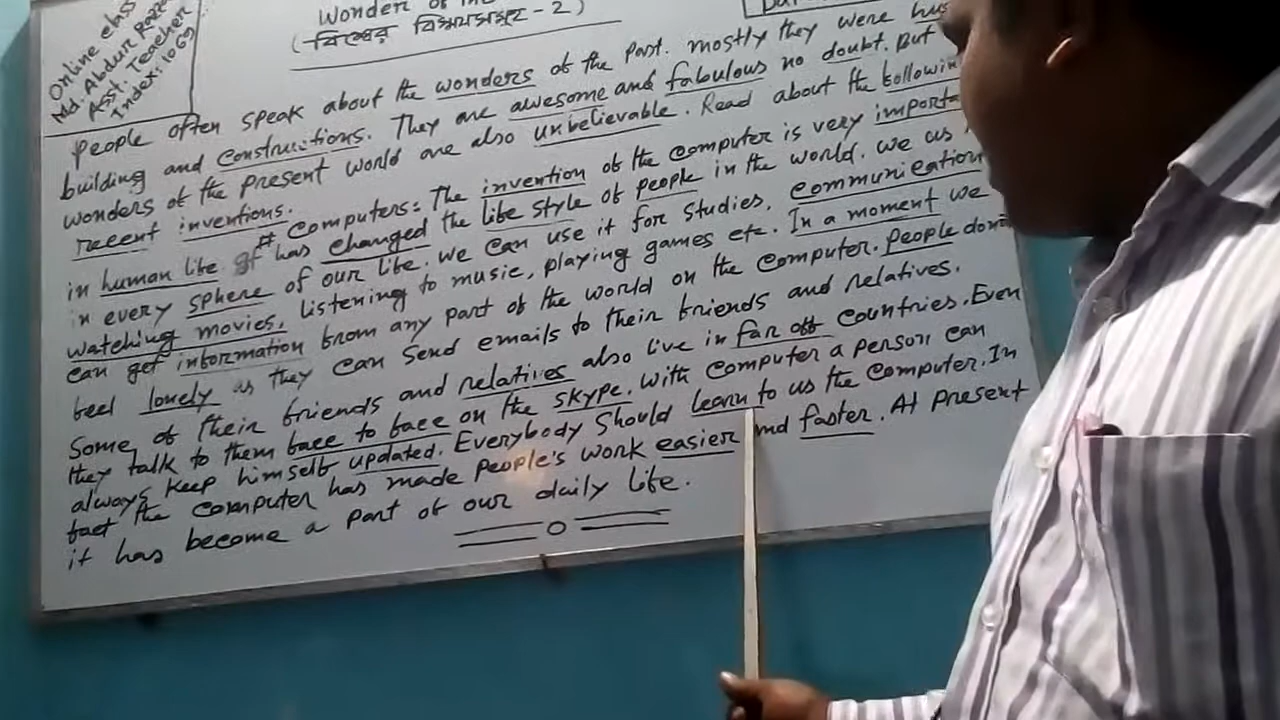 Online class
Md. Abdur Raza
Asst. Teacher
Index: 1069
Wonder of the
(বিশ্বের বিস্ময়সমূহ - 2)
People often speak about the wonders of the past. mostly they were hu
building and constructions. They are awesome and fabulous no doubt. But
wonders of the present world are also unbelievable. Read about the followin
recent inventions.
# Computers: The invention of the computer is very importa
in human life gf has changed the life style of people in the world. we us
in every sphere of our life. we can use it for studies, communication
watching movies, listening to music, playing games etc. In a moment we
can get information from any part of the world on the computer. People don't
feel lonely as they can send emails to their friends and relatives.
Some of their friends and relatives also live in far off countries. Even
they talk to them face to face on the skype. With computer a person can
always keep himself updated. Everybody Should learn to us the computer. In
fact the computer has made people's work easier and faster. At present
it has become a part of our daily life.